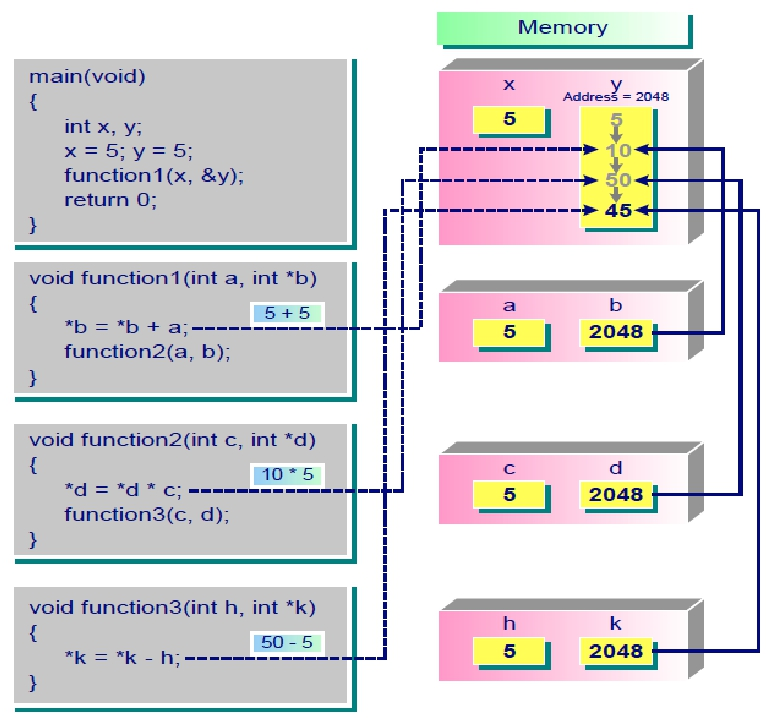 Memory
main(void)
{
int x, y;
x = 5; y = 5;
function1(x, &y);
return 0;
}
x y
Address = 2048
5 5
10
50
45
void function1(int a, int *b)
{
5 + 5
*b = *b + a;
function2(a, b);
}
a b
5 2048
void function2(int c, int *d)
{
10 * 5
*d = *d * c;
function3(c, d);
}
c d
5 2048
void function3(int h, int *k)
{
50 - 5
*k = *k - h;
}
h k
5 2048